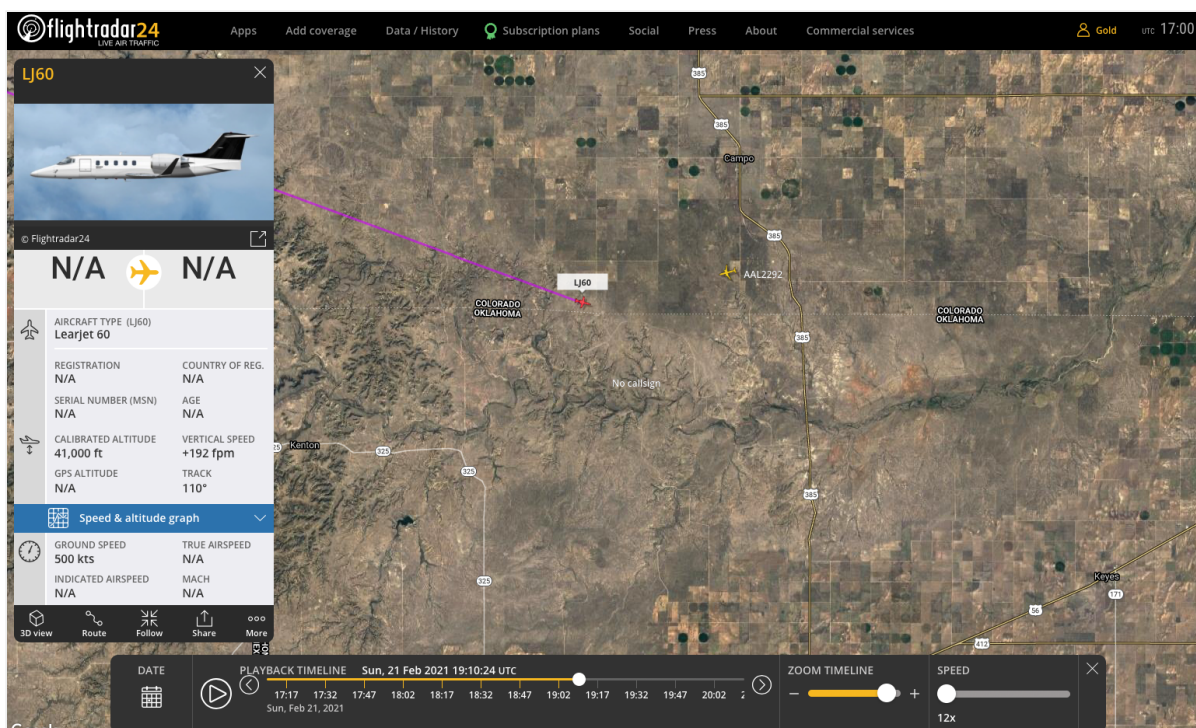 flightradar24
LIVE AIR TRAFFIC
Apps
Add coverage
Data / History
Subscription plans
Social
Press
About
Commercial services
Gold
UTC 17:00
LJ60
© Flightradar24
N/A
N/A
AIRCRAFT TYPE (LJ60)
Learjet 60
REGISTRATION
N/A
COUNTRY OF REG.
N/A
SERIAL NUMBER (MSN)
N/A
AGE
N/A
CALIBRATED ALTITUDE
41,000 ft
VERTICAL SPEED
+192 fpm
GPS ALTITUDE
N/A
TRACK
110°
Speed & altitude graph
GROUND SPEED
500 kts
TRUE AIRSPEED
N/A
INDICATED AIRSPEED
N/A
MACH
N/A
3D view
Route
Follow
Share
More
385
385
Campo
385
AAL2292
LJ60
COLORADO
OKLAHOMA
COLORADO
OKLAHOMA
385
No callsign
Kenton
325
325
325
385
325
Keyes
171
56
412
DATE
PLAYBACK TIMELINE Sun, 21 Feb 2021 19:10:24 UTC
17:17 17:32 17:47 18:02 18:17 18:32 18:47 19:02 19:17 19:32 19:47 20:02
Sun, Feb 21, 2021
ZOOM TIMELINE
SPEED
12x